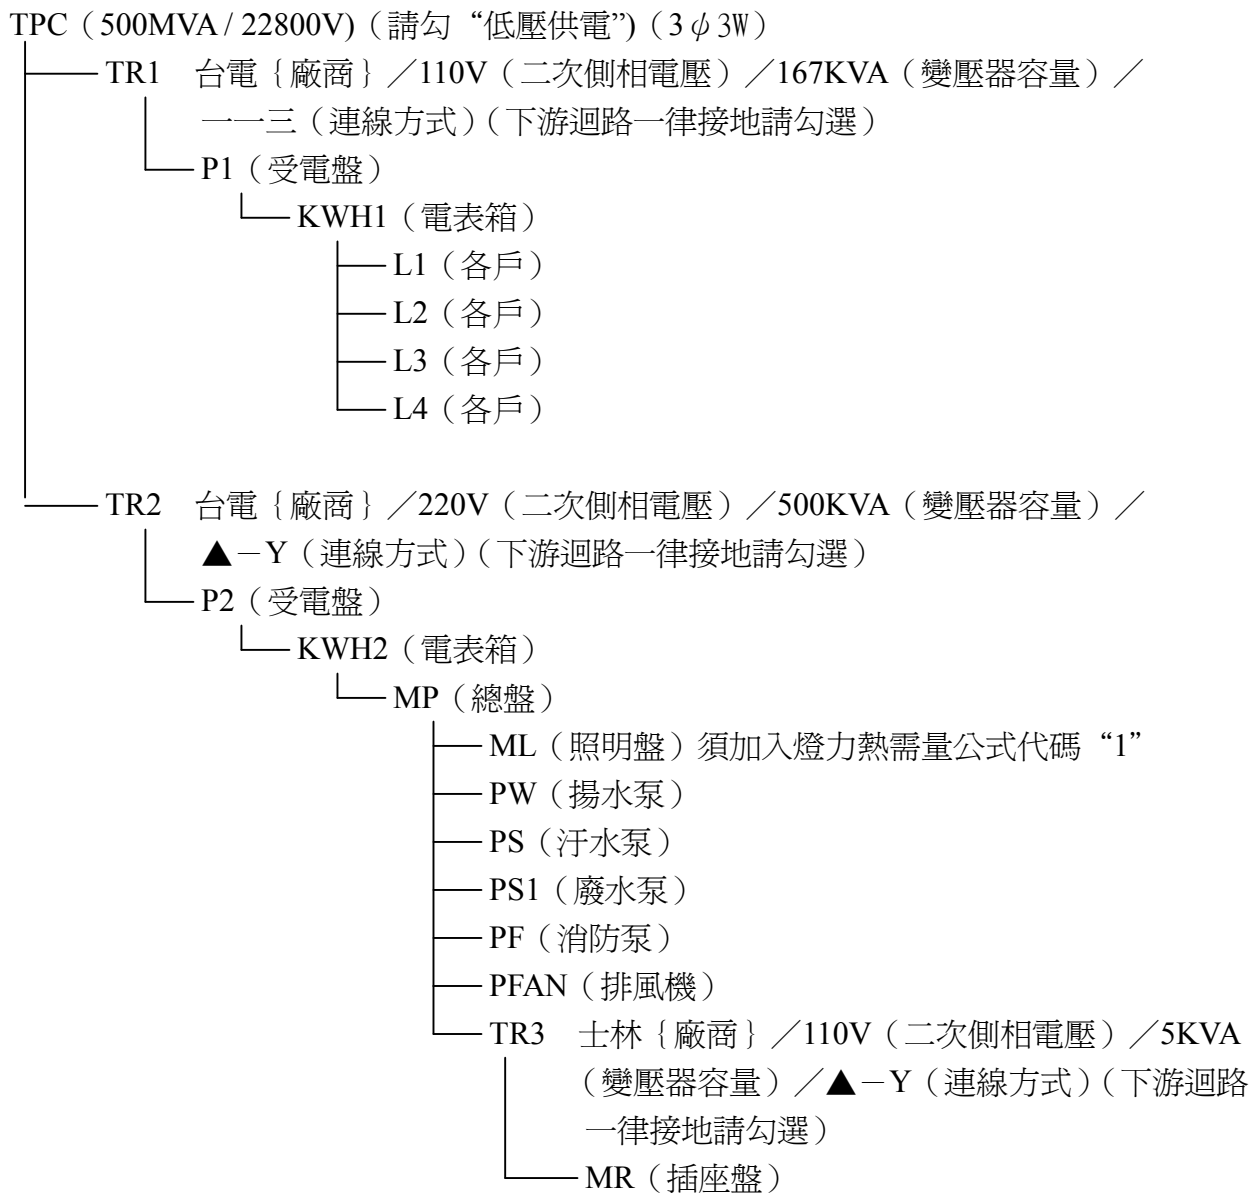 TPC（500MVA / 22800V)（請勾“低壓供電”)（3ψ3W）
TR1　台電｛廠商｝／110V（二次側相電壓）／167KVA（變壓器容量）／
一一三（連線方式）（下游迴路一律接地請勾選）
P1（受電盤）
KWH1（電表箱）
L1（各戶）
L2（各戶）
L3（各戶）
L4（各戶）
TR2　台電｛廠商｝／220V（二次側相電壓）／500KVA（變壓器容量）／
▲－Y（連線方式）（下游迴路一律接地請勾選）
P2（受電盤）
KWH2（電表箱）
MP（總盤）
ML（照明盤）須加入燈力熱需量公式代碼“1”
PW（揚水泵）
PS（汙水泵）
PS1（廢水泵）
PF（消防泵）
PFAN（排風機）
TR3　士林｛廠商｝／110V（二次側相電壓）／5KVA
（變壓器容量）／▲－Y（連線方式）（下游迴路
一律接地請勾選）
MR（插座盤）